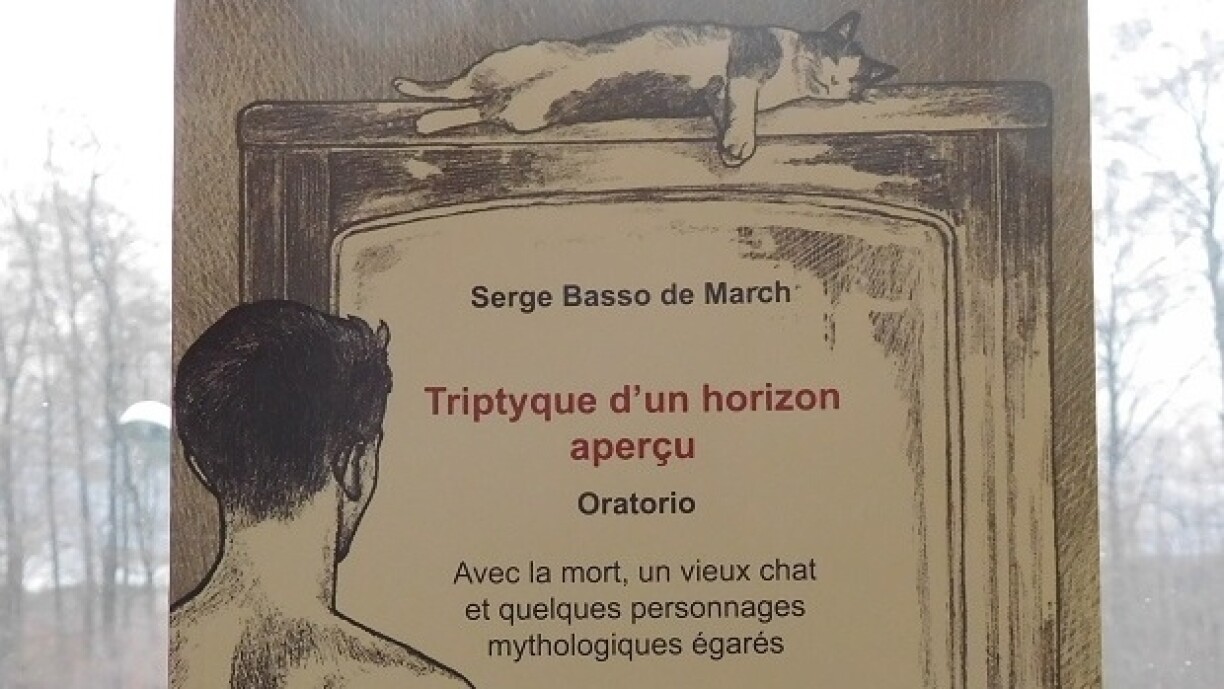 Serge Basso de March
Triptyque d’un horizon
aperçu
Oratorio
Avec la mort, un vieux chat
et quelques personnages
mythologiques égarés